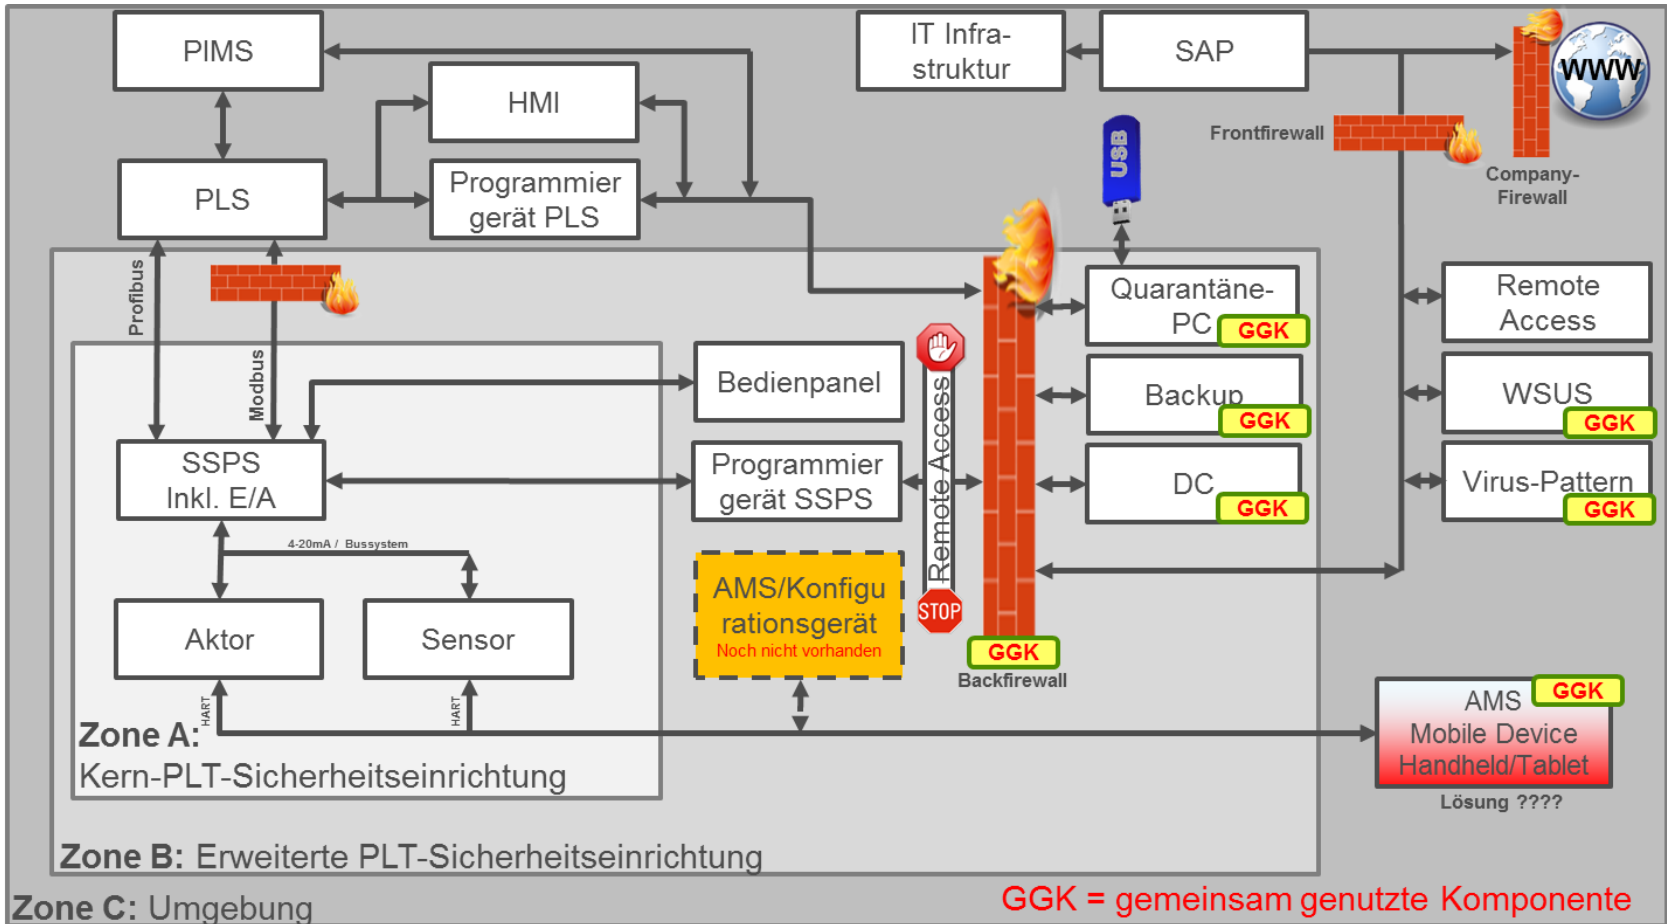 PIMS
IT Infra-
struktur
SAP
WWW
HMI
Frontfirewall
Company-
Firewall
USB
PLS
Programmier
gerät PLS
Profibus
Modbus
Quarantäne-
PC
GGK
Remote
Access
Bedienpanel
Backup
GGK
WSUS
GGK
SSPS
Inkl. E/A
Programmier
gerät SSPS
Remote Access
STOP
DC
GGK
Virus-Pattern
GGK
4-20mA / Bussystem
Aktor
Sensor
AMS/Konfigu
rationsgerät
Noch nicht vorhanden
GGK
Backfirewall
HART
HART
GGK
AMS
Mobile Device
Handheld/Tablet
Lösung ????
Zone A:
Kern-PLT-Sicherheitseinrichtung
Zone B: Erweiterte PLT-Sicherheitseinrichtung
Zone C: Umgebung
GGK = gemeinsam genutzte Komponente